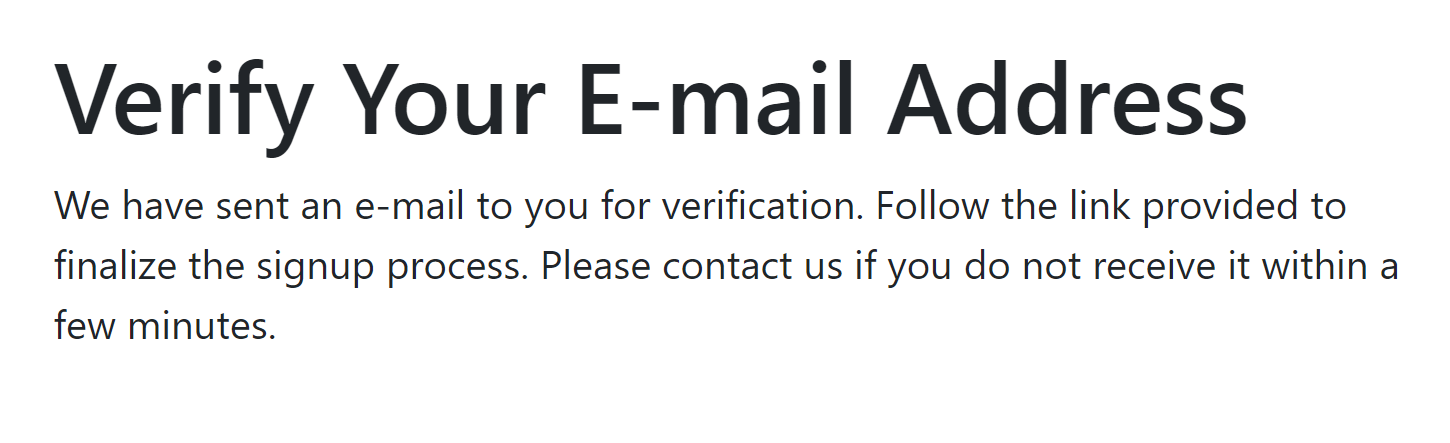 Verify Your E-mail Address
We have sent an e-mail to you for verification. Follow the link provided to
finalize the signup process. Please contact us if you do not receive it within a
few minutes.